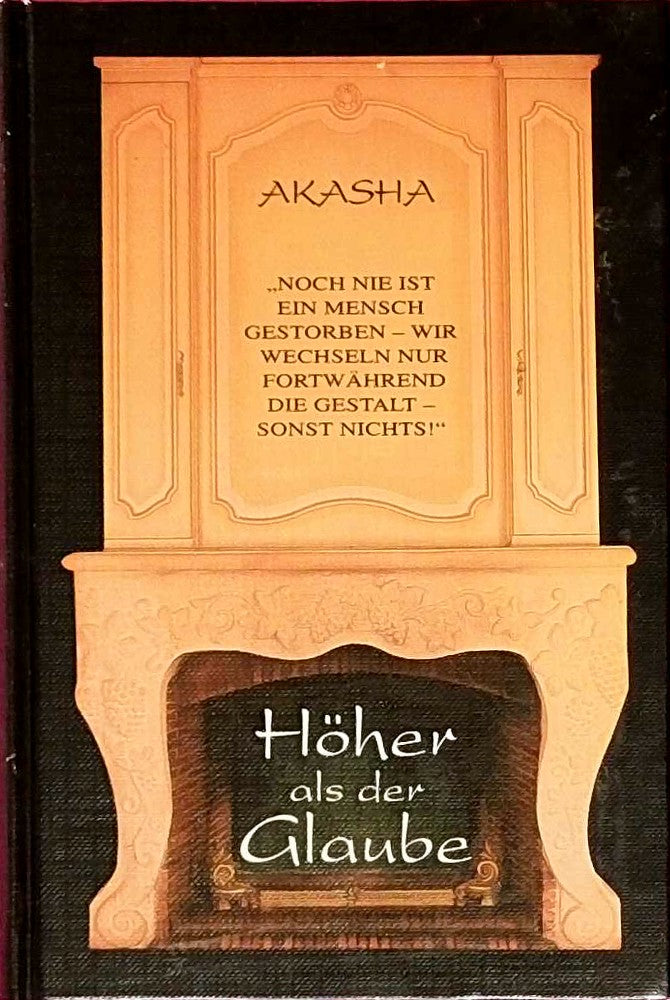 AKASHA
„NOCH NIE IST
EIN MENSCH
GESTORBEN – WIR
WECHSELN NUR
FORTWÄHREND
DIE GESTALT –
SONST NICHTS!“
Höher
als der
Glaube